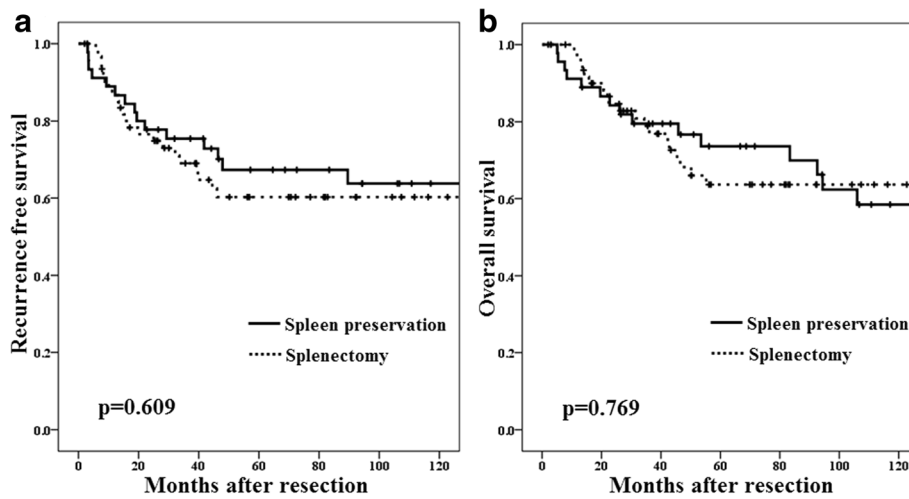 a
Recurrence free survival
1.0
0.8
0.6
0.4
0.2
0.0
Spleen preservation
Splenectomy
p=0.609
0 20 40 60 80 100 120
Months after resection
b
Overall survival
1.0
0.8
0.6
0.4
0.2
0.0
Spleen preservation
Splenectomy
p=0.769
0 20 40 60 80 100 120
Months after resection